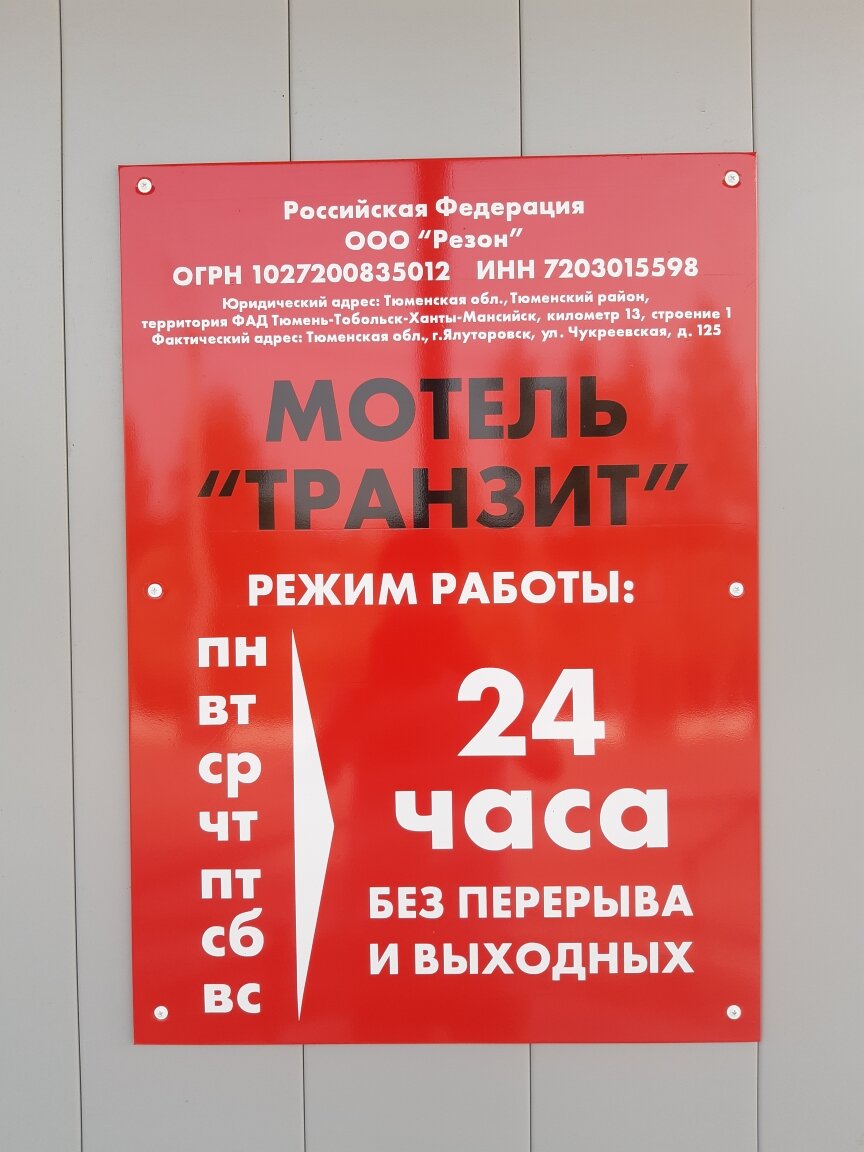 Российская Федерация
ООО “Резон”
ОГРН 1027200835012 ИНН 7203015598
Юридический адрес: Тюменская обл., Тюменский район,
территория ФАД Тюмень-Тобольск-Ханты-Мансийск, километр 13, строение 1
Фактический адрес: Тюменская обл., г.Ялуторовск, ул. Чукреевская, д. 125
МОТЕЛЬ
“ТРАНЗИТ”
РЕЖИМ РАБОТЫ:
пн
вт
ср
чт
пт
сб
вс
24
часа
БЕЗ ПЕРЕРЫВА
И ВЫХОДНЫХ